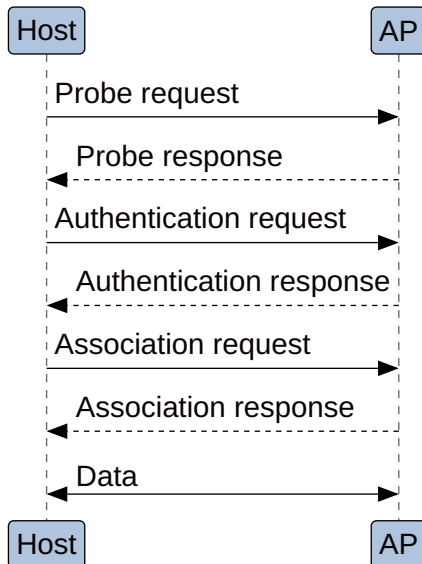 Host
AP
Probe request
Probe response
Authentication request
Authentication response
Association request
Association response
Data
Host
AP